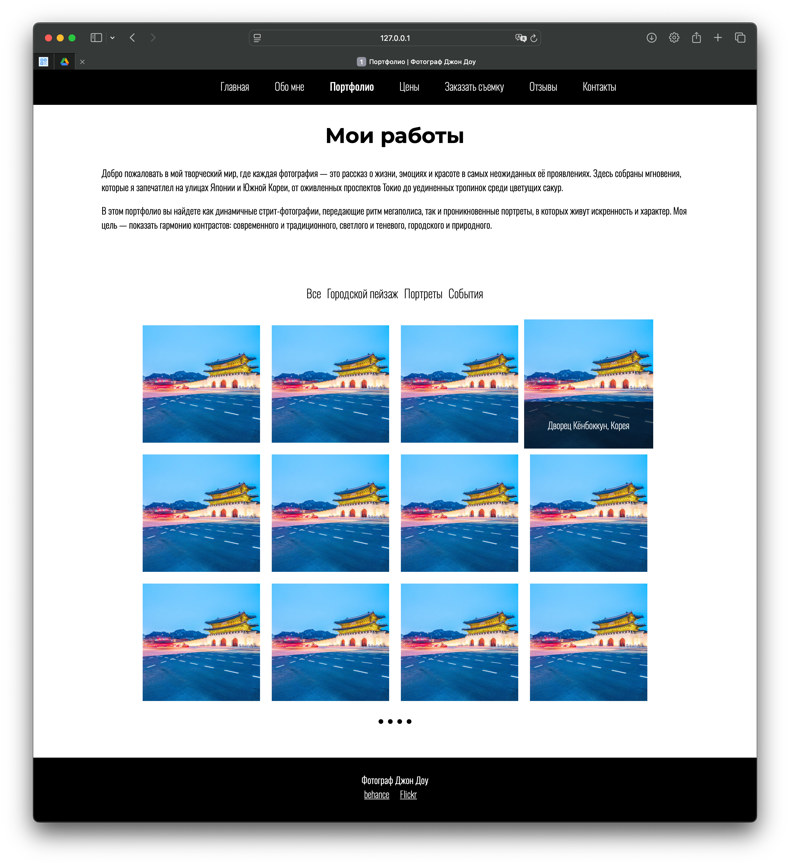 127.0.0.1
1 Портфолио | Фотограф Джон Доу
Главная Обо мне Портфолио Цены Заказать съемку Отзывы Контакты
Мои работы
Добро пожаловать в мой творческий мир, где каждая фотография — это рассказ о жизни, эмоциях и красоте в самых неожиданных её проявлениях. Здесь собраны мгновения,
которые я запечатлел на улицах Японии и Южной Кореи, от оживленных проспектов Токио до уединенных тропинок среди цветущих сакур.
В этом портфолио вы найдете как динамичные стрит-фотографии, передающие ритм мегаполиса, так и проникновенные портреты, в которых живут искренность и характер. Моя
цель — показать гармонию контрастов: современного и традиционного, светлого и теневого, городского и природного.
Все Городской пейзаж Портреты События
Дворец Кёнбоккун, Корея
Фотограф Джон Доу
behance Flickr